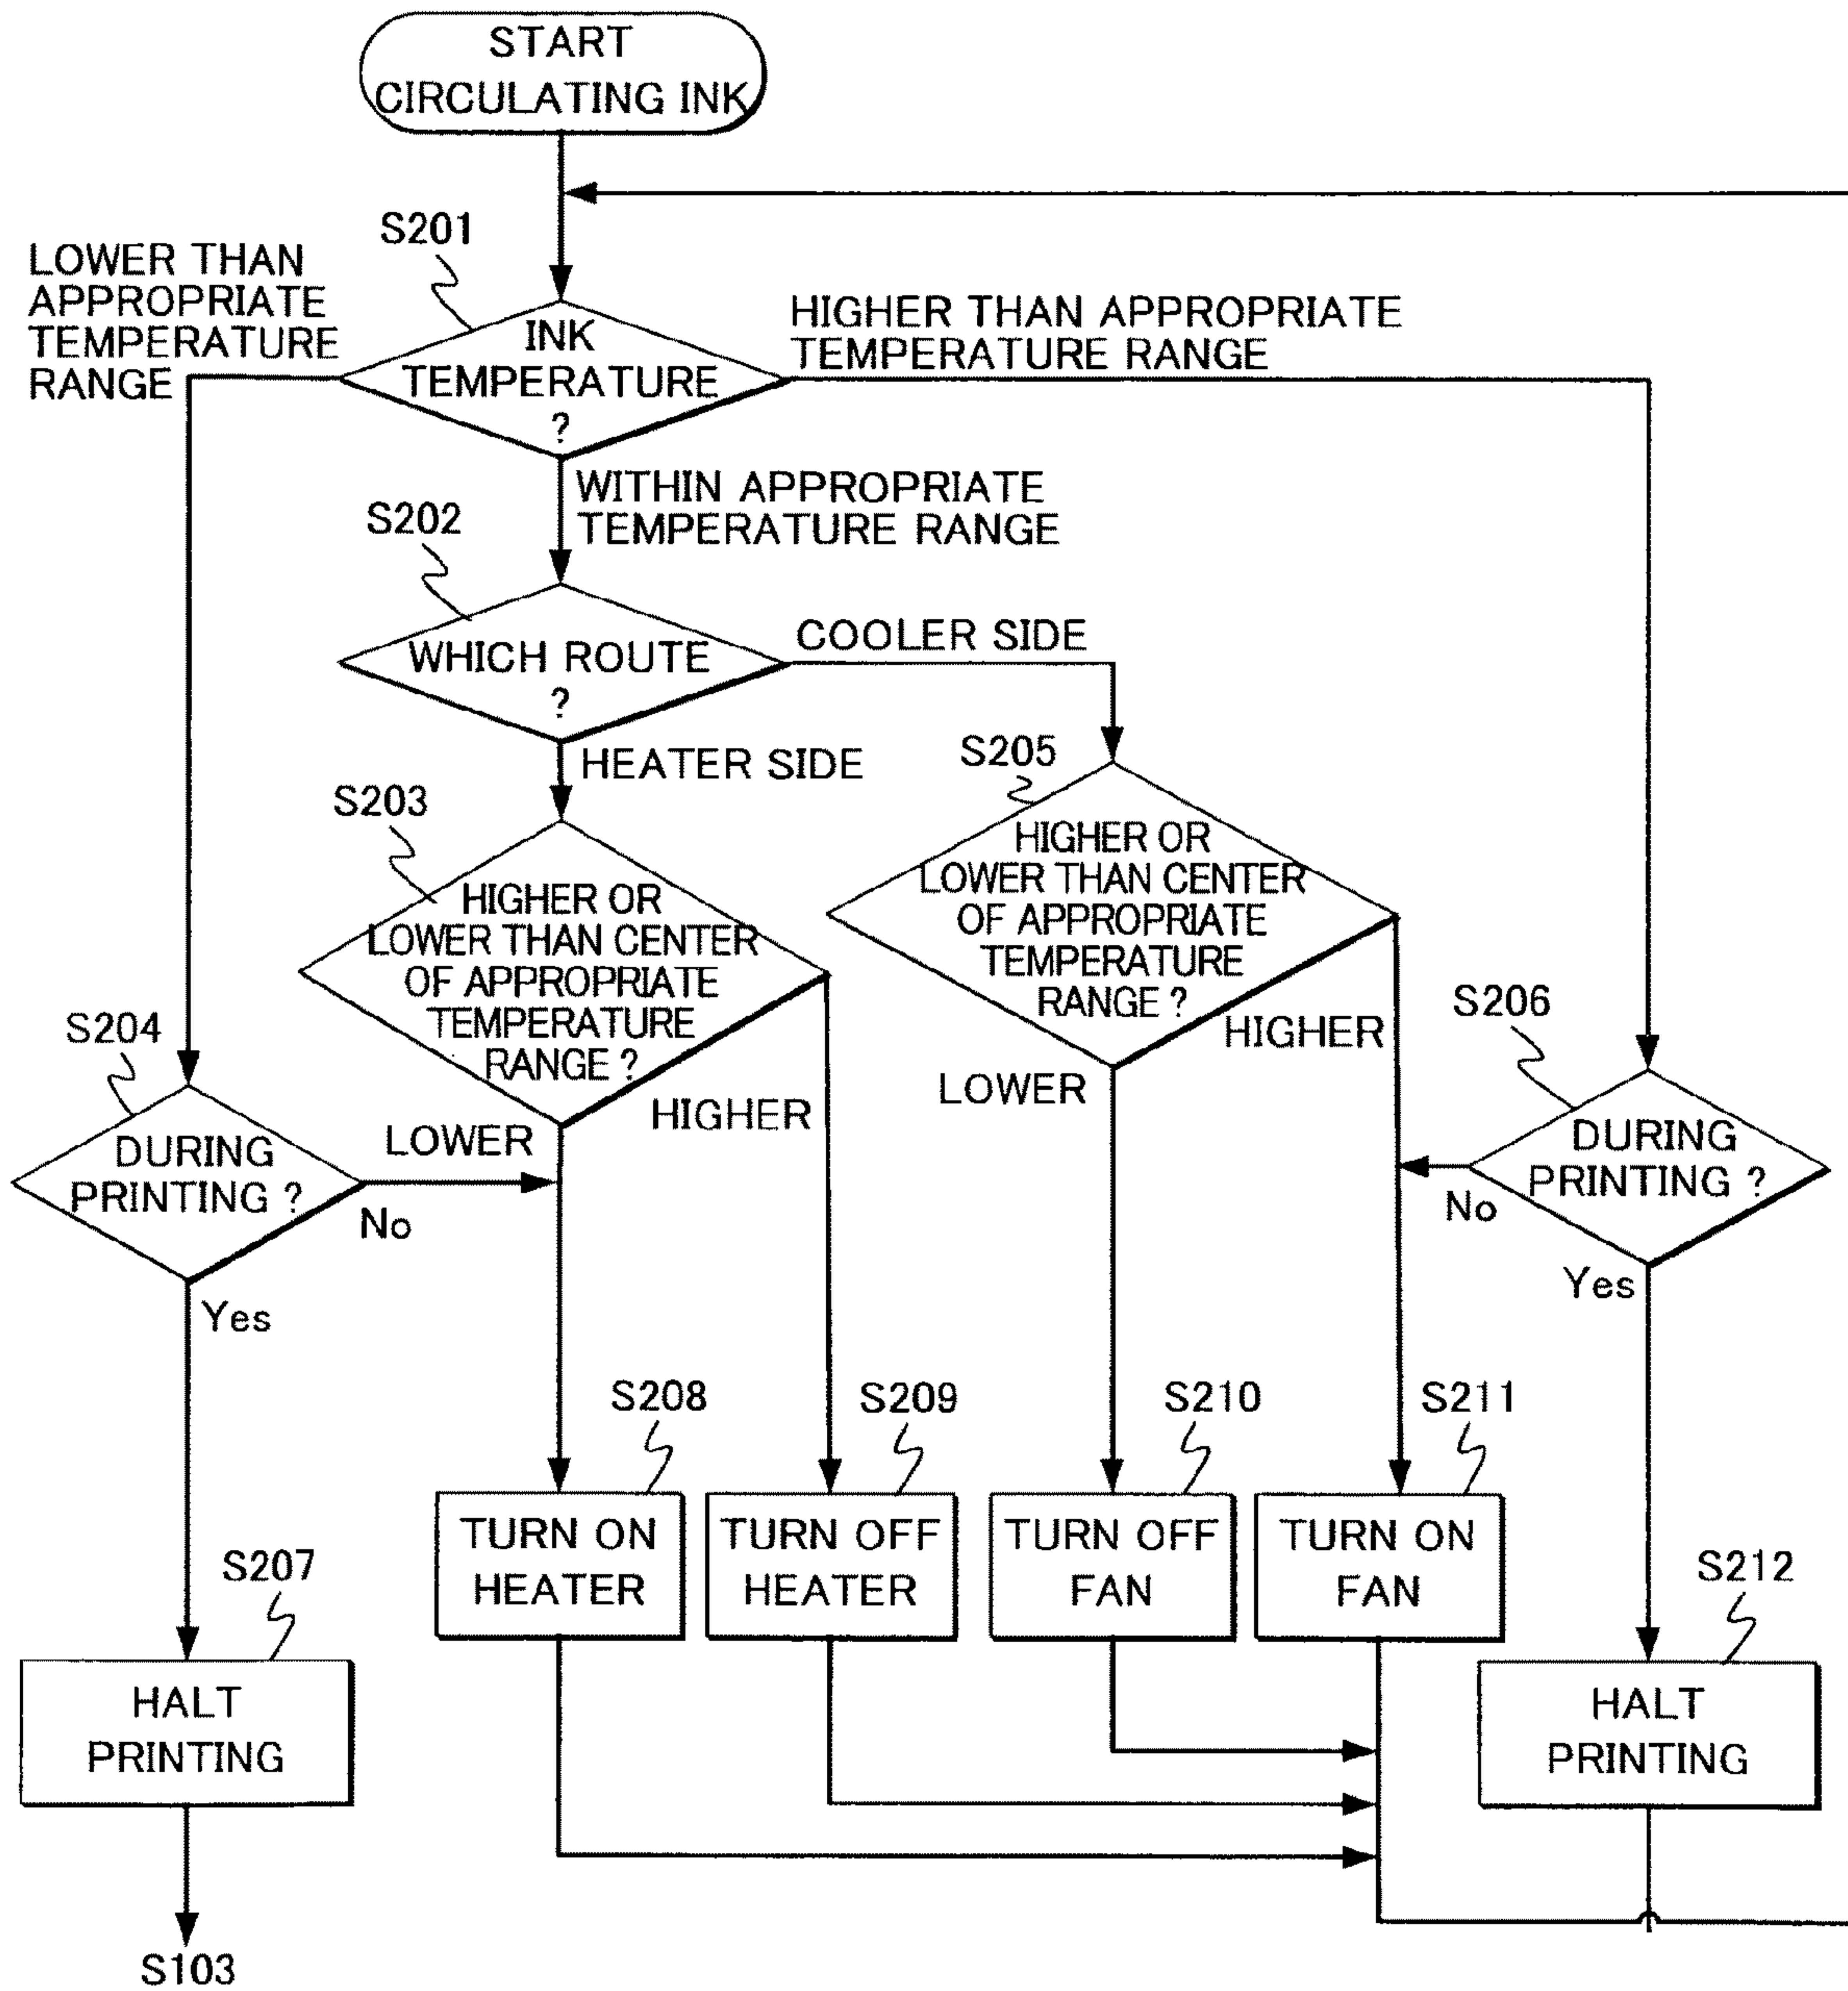 START
CIRCULATING INK
S201
LOWER THAN
APPROPRIATE
TEMPERATURE
RANGE
INK
TEMPERATURE
?
HIGHER THAN APPROPRIATE
TEMPERATURE RANGE
WITHIN APPROPRIATE
TEMPERATURE RANGE
S202
WHICH ROUTE
?
COOLER SIDE
HEATER SIDE
S203
HIGHER OR
LOWER THAN CENTER
OF APPROPRIATE
TEMPERATURE
RANGE ?
S205
HIGHER OR
LOWER THAN CENTER
OF APPROPRIATE
TEMPERATURE
RANGE ?
S204
DURING
PRINTING ?
LOWER
HIGHER
No
Yes
LOWER
HIGHER
S206
DURING
PRINTING ?
No
Yes
S208
TURN ON
HEATER
S209
TURN OFF
HEATER
S210
TURN OFF
FAN
S211
TURN ON
FAN
S207
HALT
PRINTING
S212
HALT
PRINTING
S103